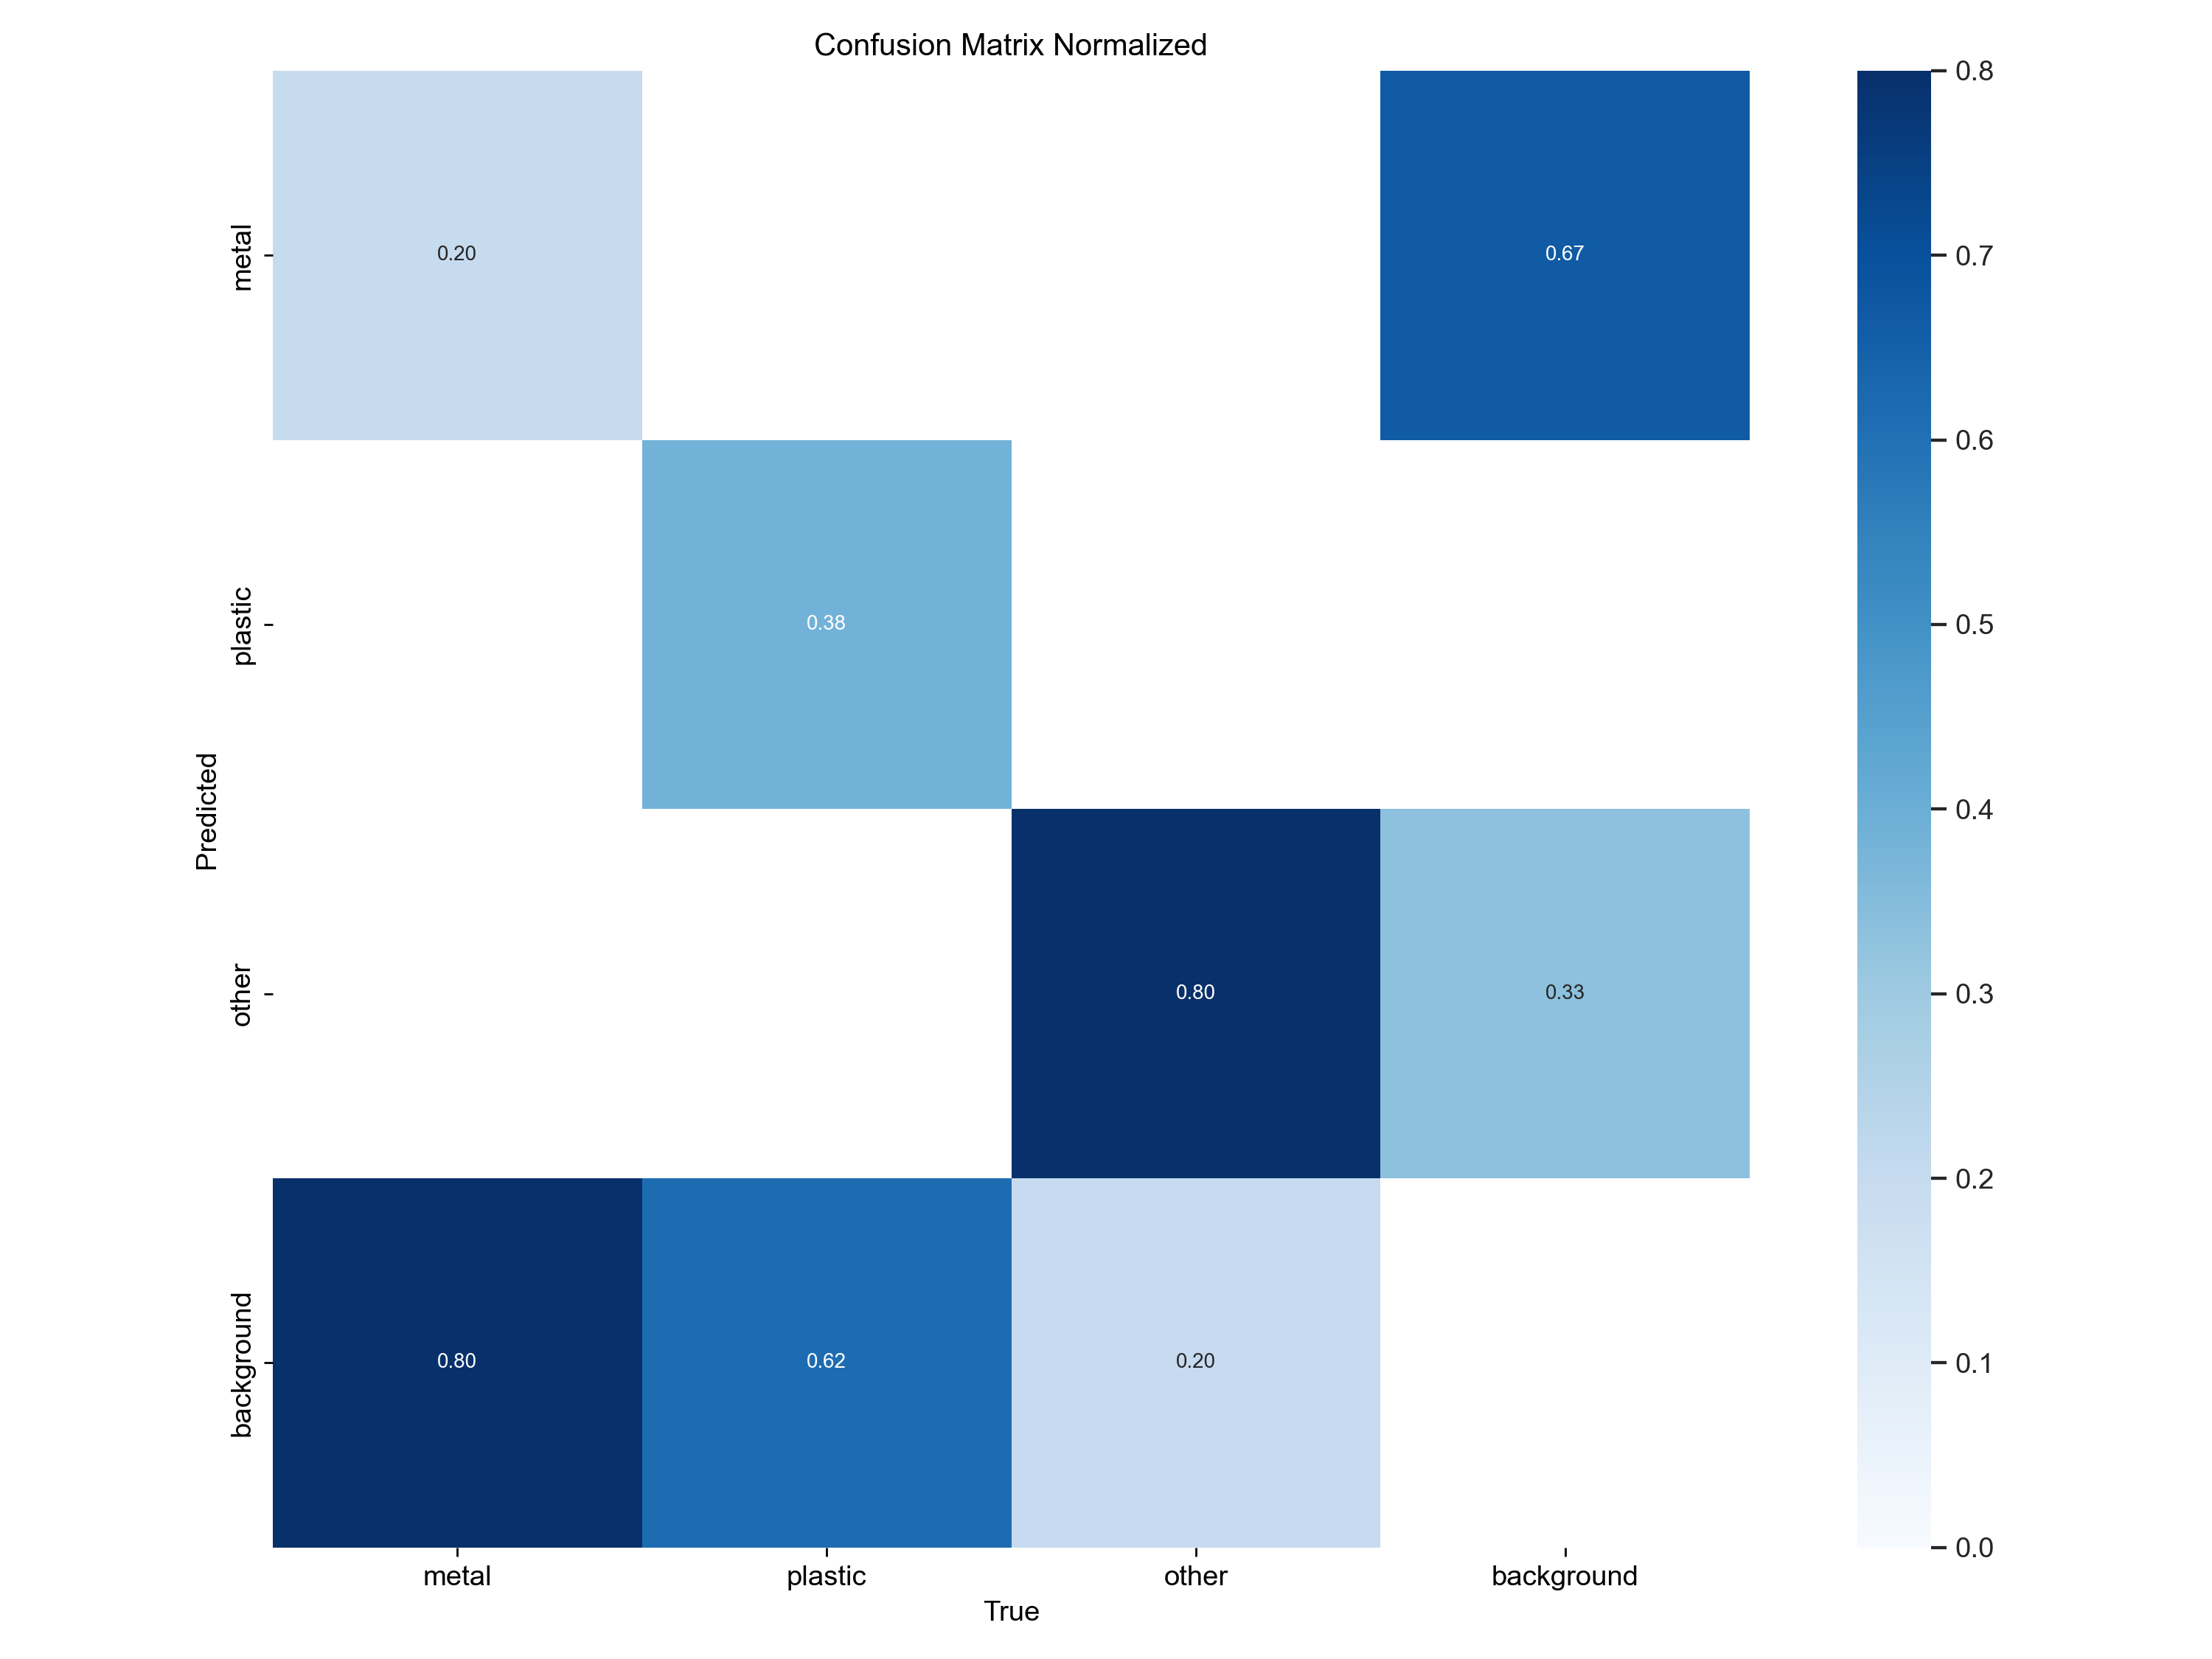 Confusion Matrix Normalized
metal
plastic
other
background
Predicted
0.20
0.67
0.38
0.80
0.33
0.80
0.62
0.20
metal
plastic
other
background
True
0.8
0.7
0.6
0.5
0.4
0.3
0.2
0.1
0.0